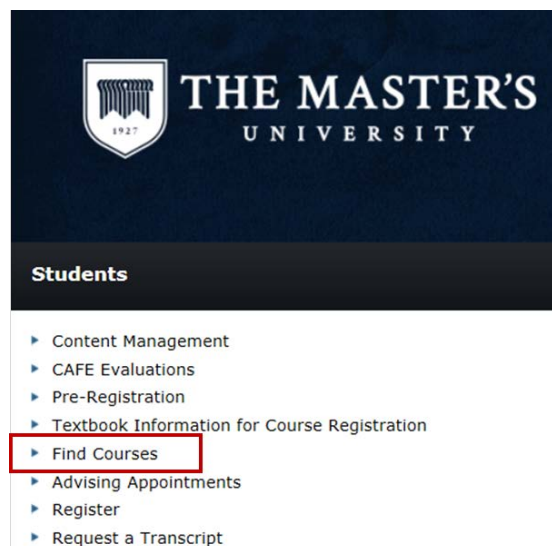 THE MASTER'S
1927
UNIVERSITY
Students
Content Management
CAFE Evaluations
Pre-Registration
Textbook Information for Course Registration
Find Courses
Advising Appointments
Register
Request a Transcript